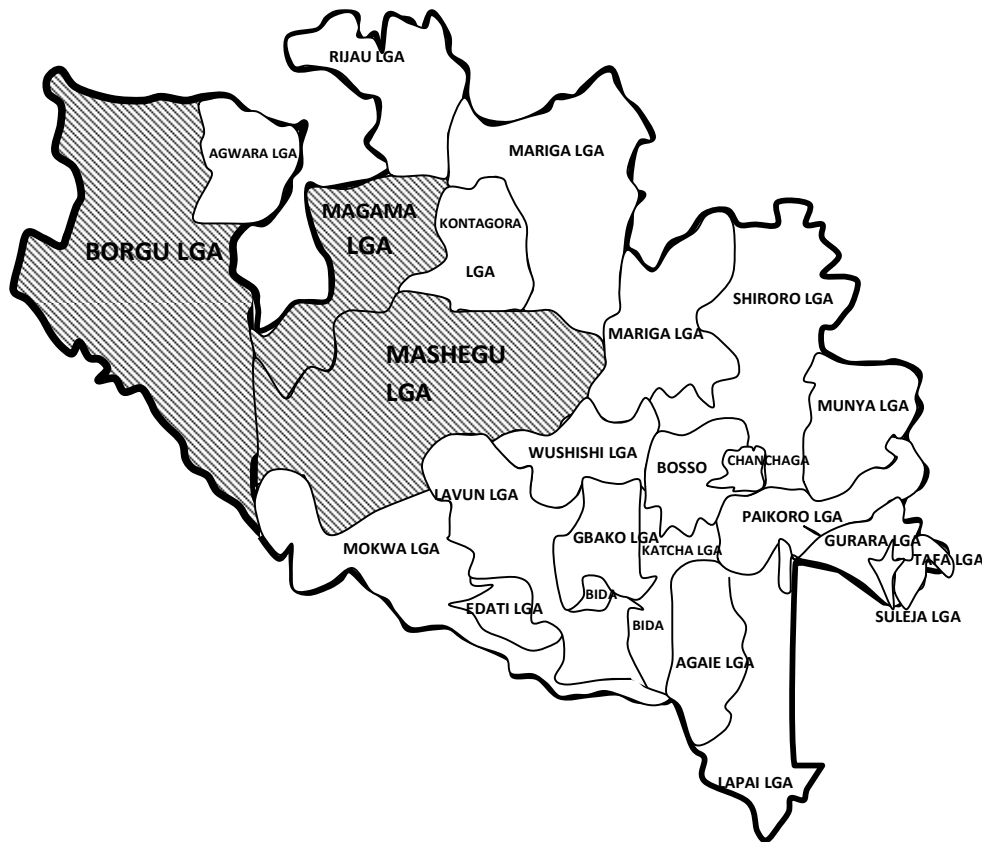 RIJAU LGA
AGWARA LGA
MARIGA LGA
MAGAMA
LGA
KONTAGORA
LGA
BORGU LGA
SHIRORO LGA
MARIGA LGA
MASHEGU
LGA
MUNYA LGA
WUSHISHI LGA
BOSSO
CHANCHAGA
LAVUN LGA
PAIKORO LGA
MOKWA LGA
GBAKO LGA
KATCHA LGA
GURARA LGA
TAFA LGA
BIDA
EDATI LGA
SULEJA LGA
BIDA
AGAIE LGA
LAPAI LGA